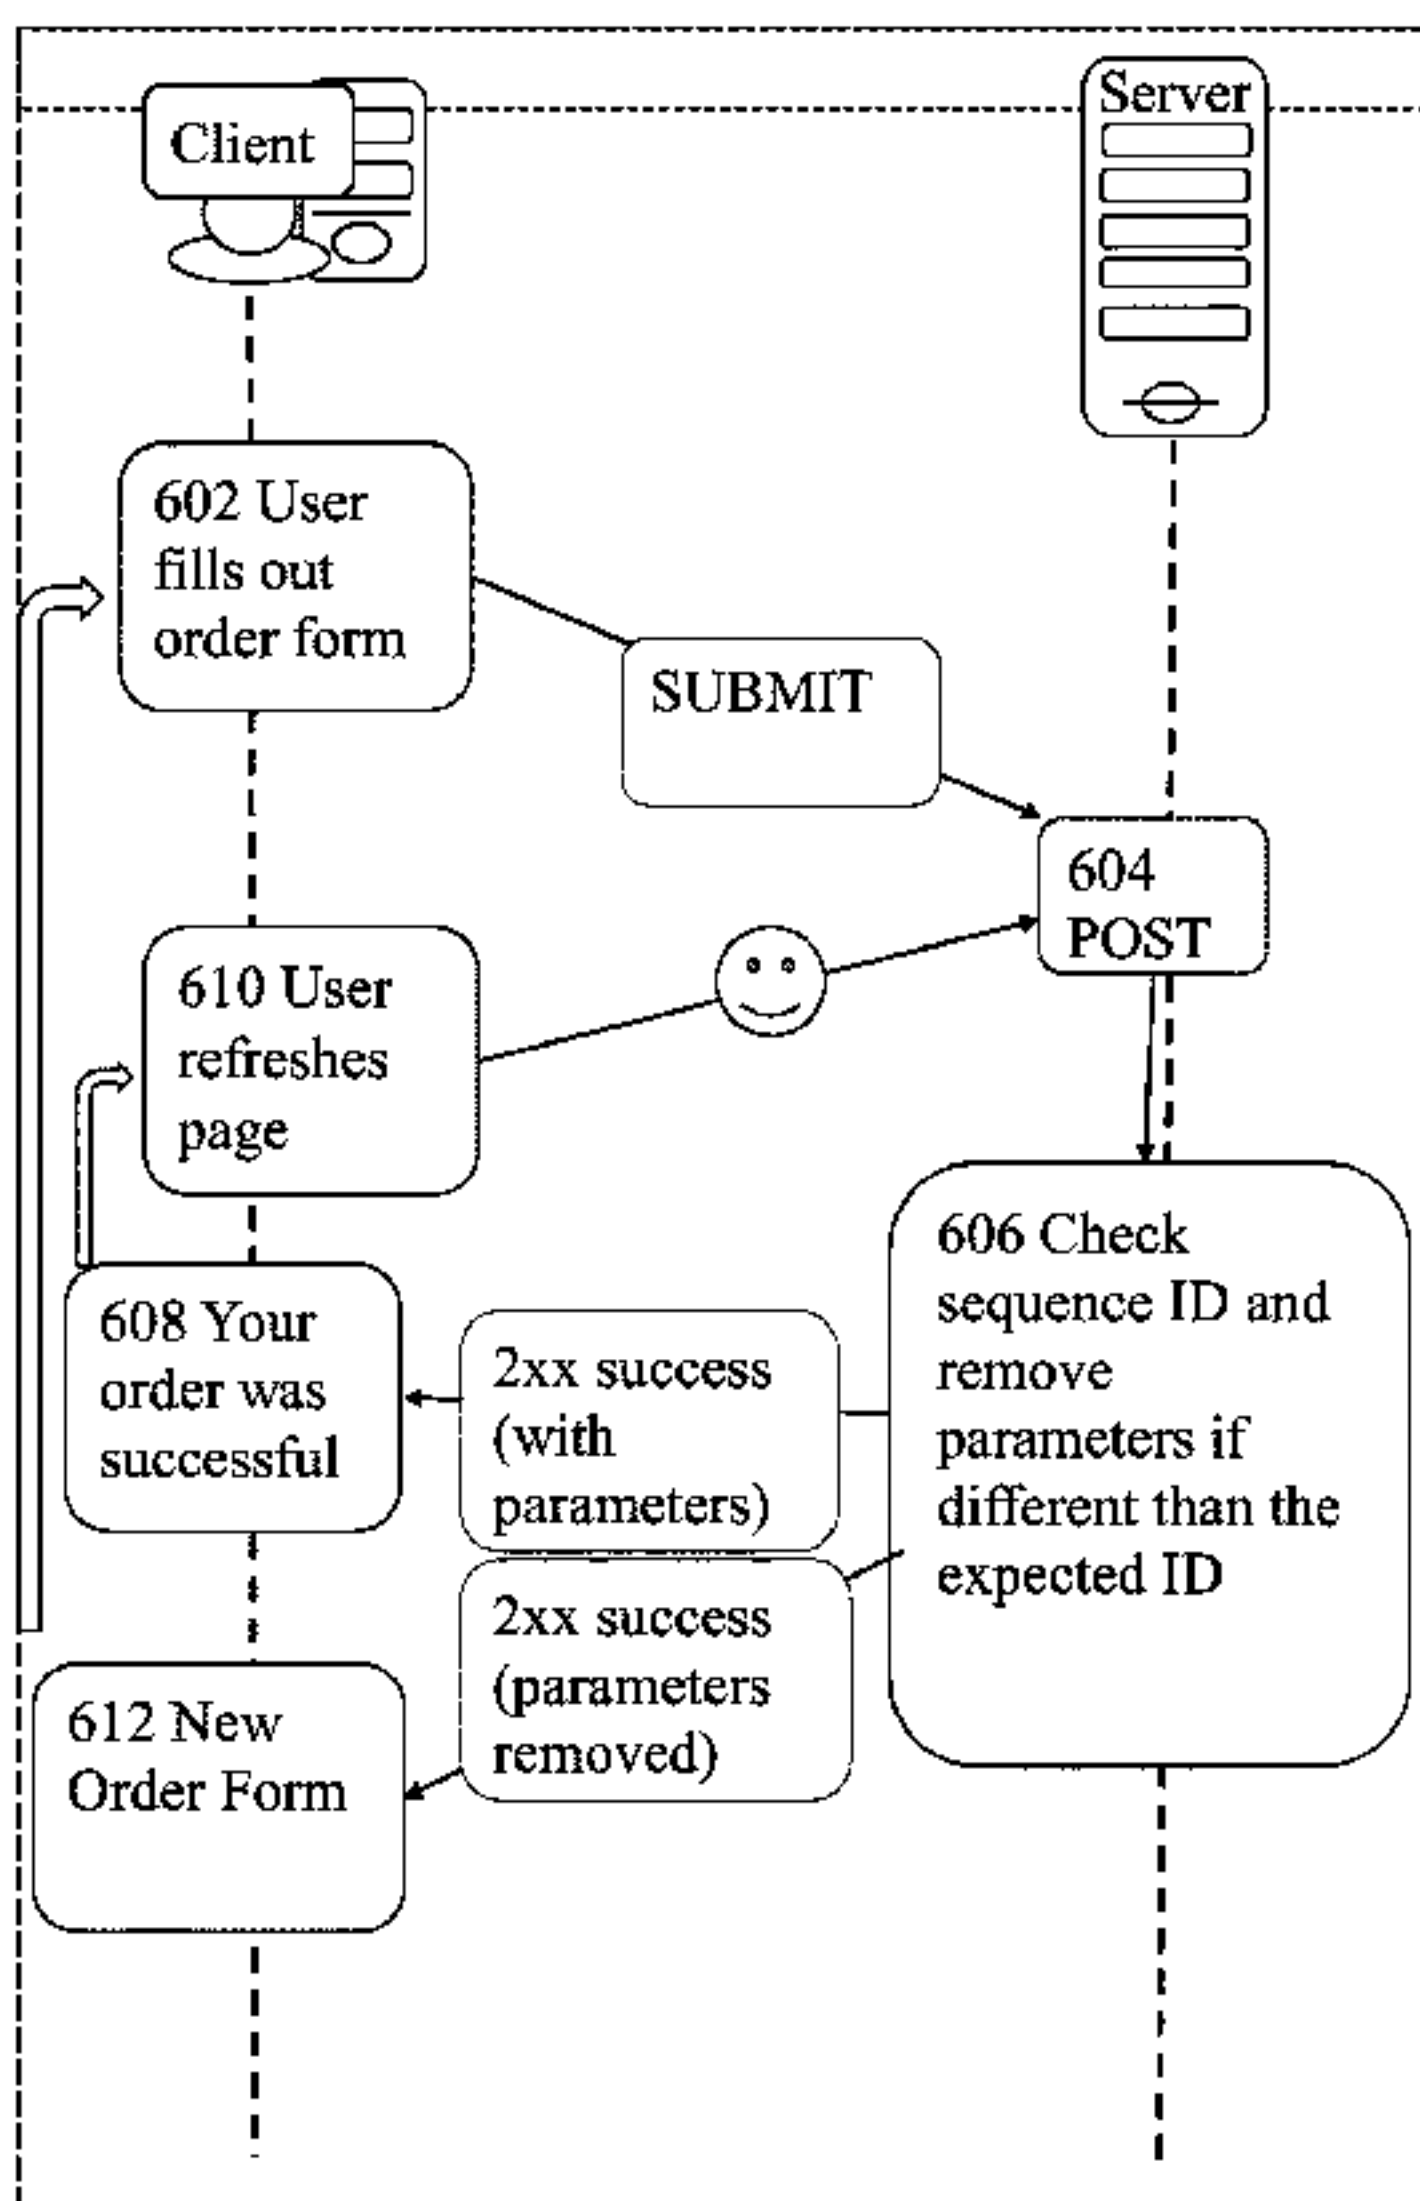 Client
Server
602 User
fills out
order form
SUBMIT
604
POST
610 User
refreshes
page
606 Check
sequence ID and
remove
parameters if
different than the
expected ID
608 Your
order was
successful
2xx success
(with
parameters)
2xx success
(parameters
removed)
612 New
Order Form